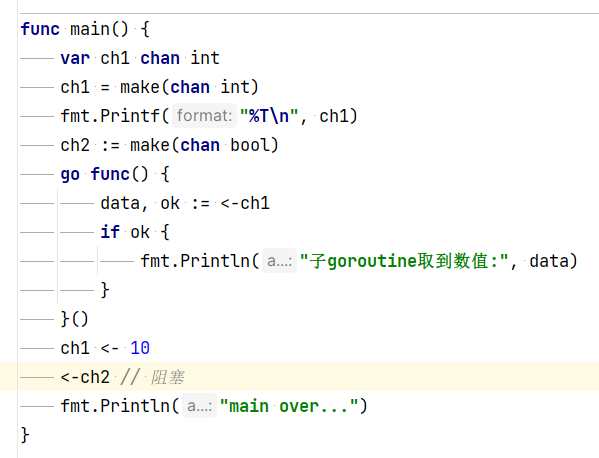 func main() {
var ch1 chan int
ch1 = make(chan int)
fmt.Printf( format: "%T\n", ch1)
ch2 := make(chan bool)
go func() {
data, ok := <-ch1
if ok {
fmt.Println( a...: "子goroutine取到数值:", data)
}
}()
ch1 <- 10
<-ch2 // 阻塞
fmt.Println( a...: "main over...")
}